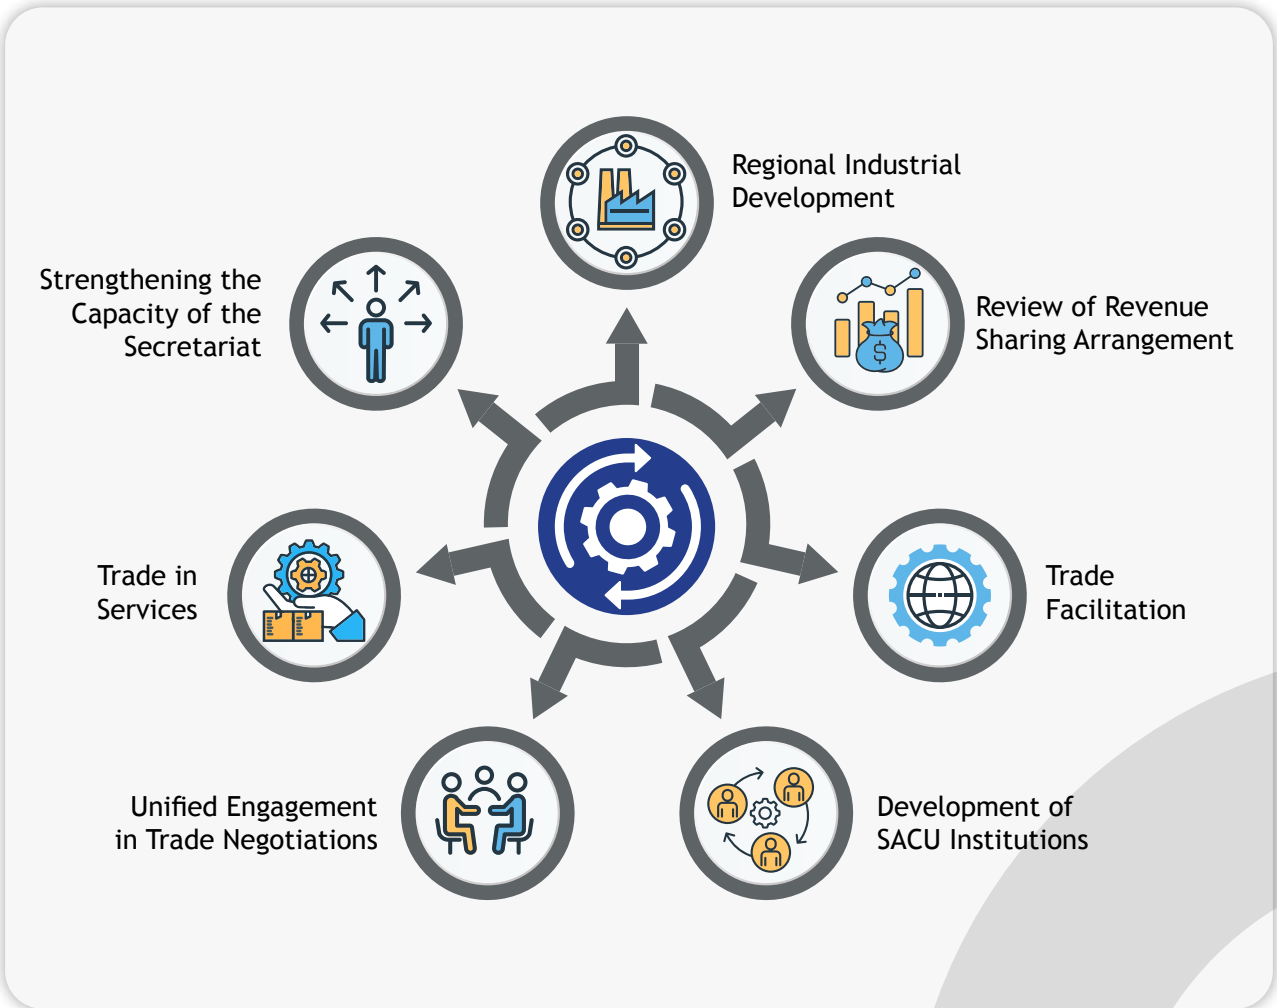 Regional Industrial
Development
Review of Revenue
Sharing Arrangement
Trade
Facilitation
Development of
SACU Institutions
Unified Engagement
in Trade Negotiations
Trade in
Services
Strengthening the
Capacity of the
Secretariat
$